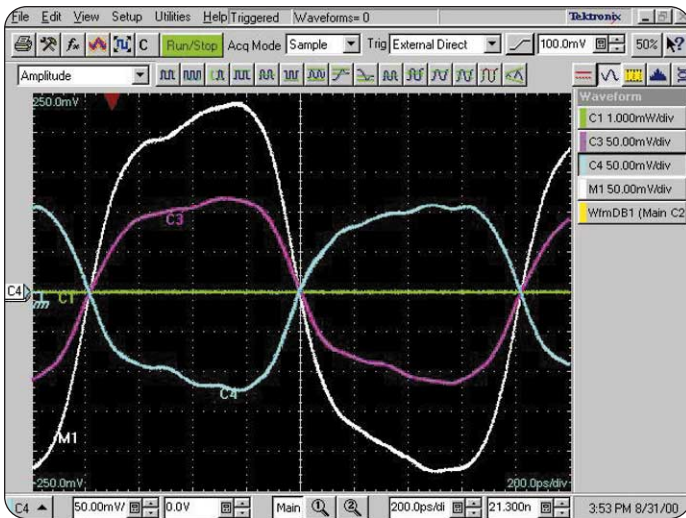 File Edit View Setup Utilities Help Triggered Waveforms= 0 Tektronix
C Run/Stop Acq Mode Sample Trig External Direct 100.0mV 50% ?
Amplitude
Waveform
250.0mV
C1 1.000mW/div
C3 50.00mV/div
C4 50.00mV/div
M1 50.00mV/div
WfmDB1 (Main C2
C3
C4
C1
C4
M1
-250.0mV 200.0ps/div
C4 50.00mV/ 0.0V Main 1 2 200.0ps/di 21.300n 3:53 PM 8/31/00